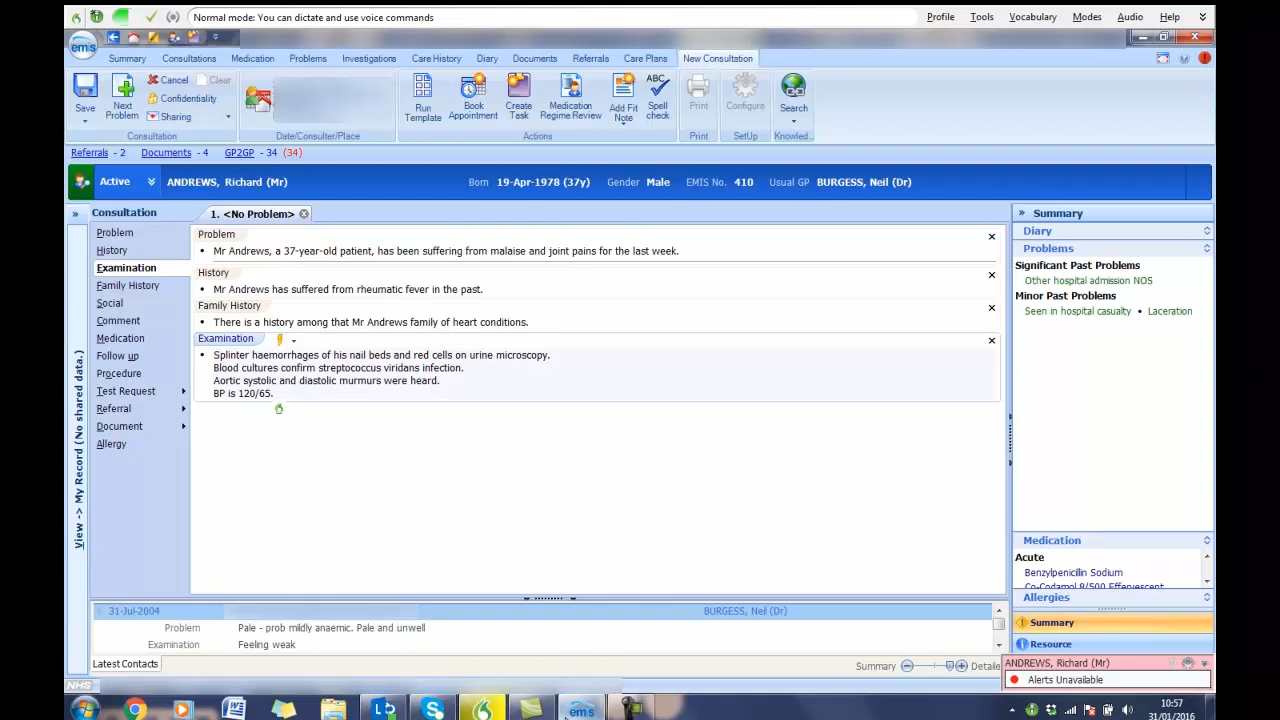 Normal mode: You can dictate and use voice commands
Profile Tools Vocabulary Modes Audio Help
emis
Summary Consultations Medication Problems Investigations Care History Diary Documents Referrals Care Plans New Consultation
Save
Next Problem
Cancel Clear
Confidentiality
Sharing
Consultation
Date/Consulter/Place
Run Template
Book Appointment
Create Task
Medication Regime Review
Add Fit Note
ABC Spell check
Actions
Print
Print
Configure
SetUp
Search
Knowled...
Referrals - 2 Documents - 4 GP2GP - 34 (34)
Active ANDREWS, Richard (Mr) Born 19-Apr-1978 (37y) Gender Male EMIS No. 410 Usual GP BURGESS, Neil (Dr)
» Consultation
View -> My Record (No shared data.)
Problem
History
Examination
Family History
Social
Comment
Medication
Follow up
Procedure
Test Request
Referral
Document
Allergy
1. <No Problem>
Problem
• Mr Andrews, a 37-year-old patient, has been suffering from malaise and joint pains for the last week.
History
• Mr Andrews has suffered from rheumatic fever in the past.
Family History
• There is a history among that Mr Andrews family of heart conditions.
Examination
• Splinter haemorrhages of his nail beds and red cells on urine microscopy.
Blood cultures confirm streptococcus viridans infection.
Aortic systolic and diastolic murmurs were heard.
BP is 120/65.
» Summary
Diary
Problems
Significant Past Problems
Other hospital admission NOS
Minor Past Problems
Seen in hospital casualty • Laceration
Medication
Acute
Benzylpenicillin Sodium
Co-Codamol 8/500 Effervescent
Allergies
Summary
Resource
31-Jul-2004 BURGESS, Neil (Dr)
Problem Pale - prob mildly anaemic. Pale and unwell
Examination Feeling weak
Latest Contacts
Summary Detaile
ANDREWS, Richard (Mr)
Alerts Unavailable
NHS
emis
10:57
31/01/2016